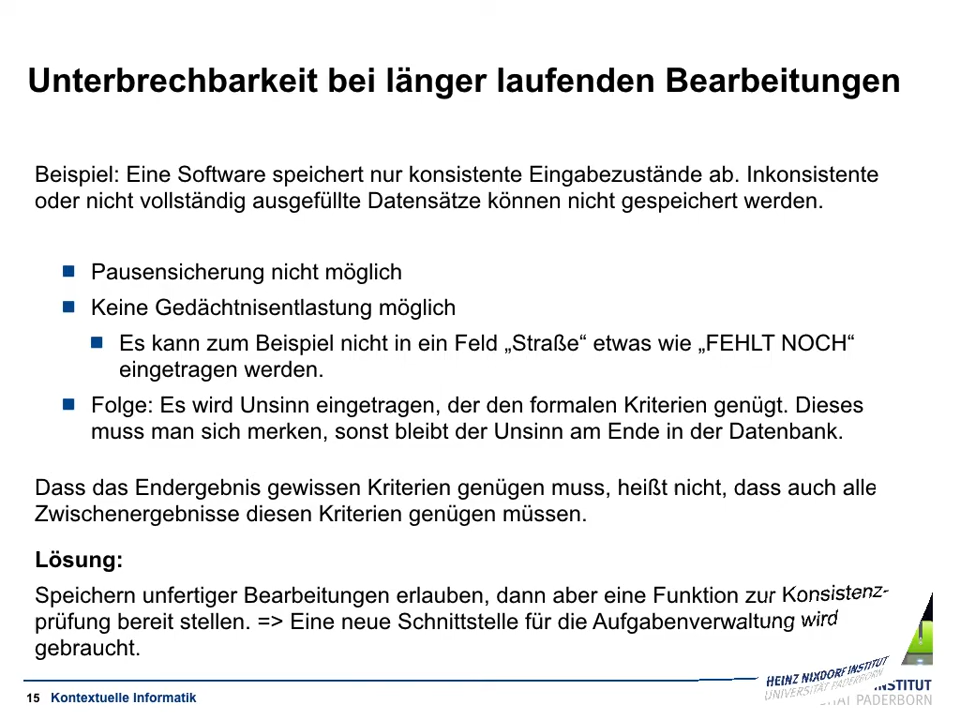 Unterbrechbarkeit bei länger laufenden Bearbeitungen
Beispiel: Eine Software speichert nur konsistente Eingabezustände ab. Inkonsistente
oder nicht vollständig ausgefüllte Datensätze können nicht gespeichert werden.
Pausensicherung nicht möglich
Keine Gedächtnisentlastung möglich
Es kann zum Beispiel nicht in ein Feld „Straße“ etwas wie „FEHLT NOCH“
eingetragen werden.
Folge: Es wird Unsinn eingetragen, der den formalen Kriterien genügt. Dieses
muss man sich merken, sonst bleibt der Unsinn am Ende in der Datenbank.
Dass das Endergebnis gewissen Kriterien genügen muss, heißt nicht, dass auch alle
Zwischenergebnisse diesen Kriterien genügen müssen.
Lösung:
Speichern unfertiger Bearbeitungen erlauben, dann aber eine Funktion zur Konsistenz-
prüfung bereit stellen. => Eine neue Schnittstelle für die Aufgabenverwaltung wird
gebraucht.
15 Kontextuelle Informatik
HEINZ NIXDORF INSTITUT
UNIVERSITÄT PADERBORN
INSTITUT
PADERBORN